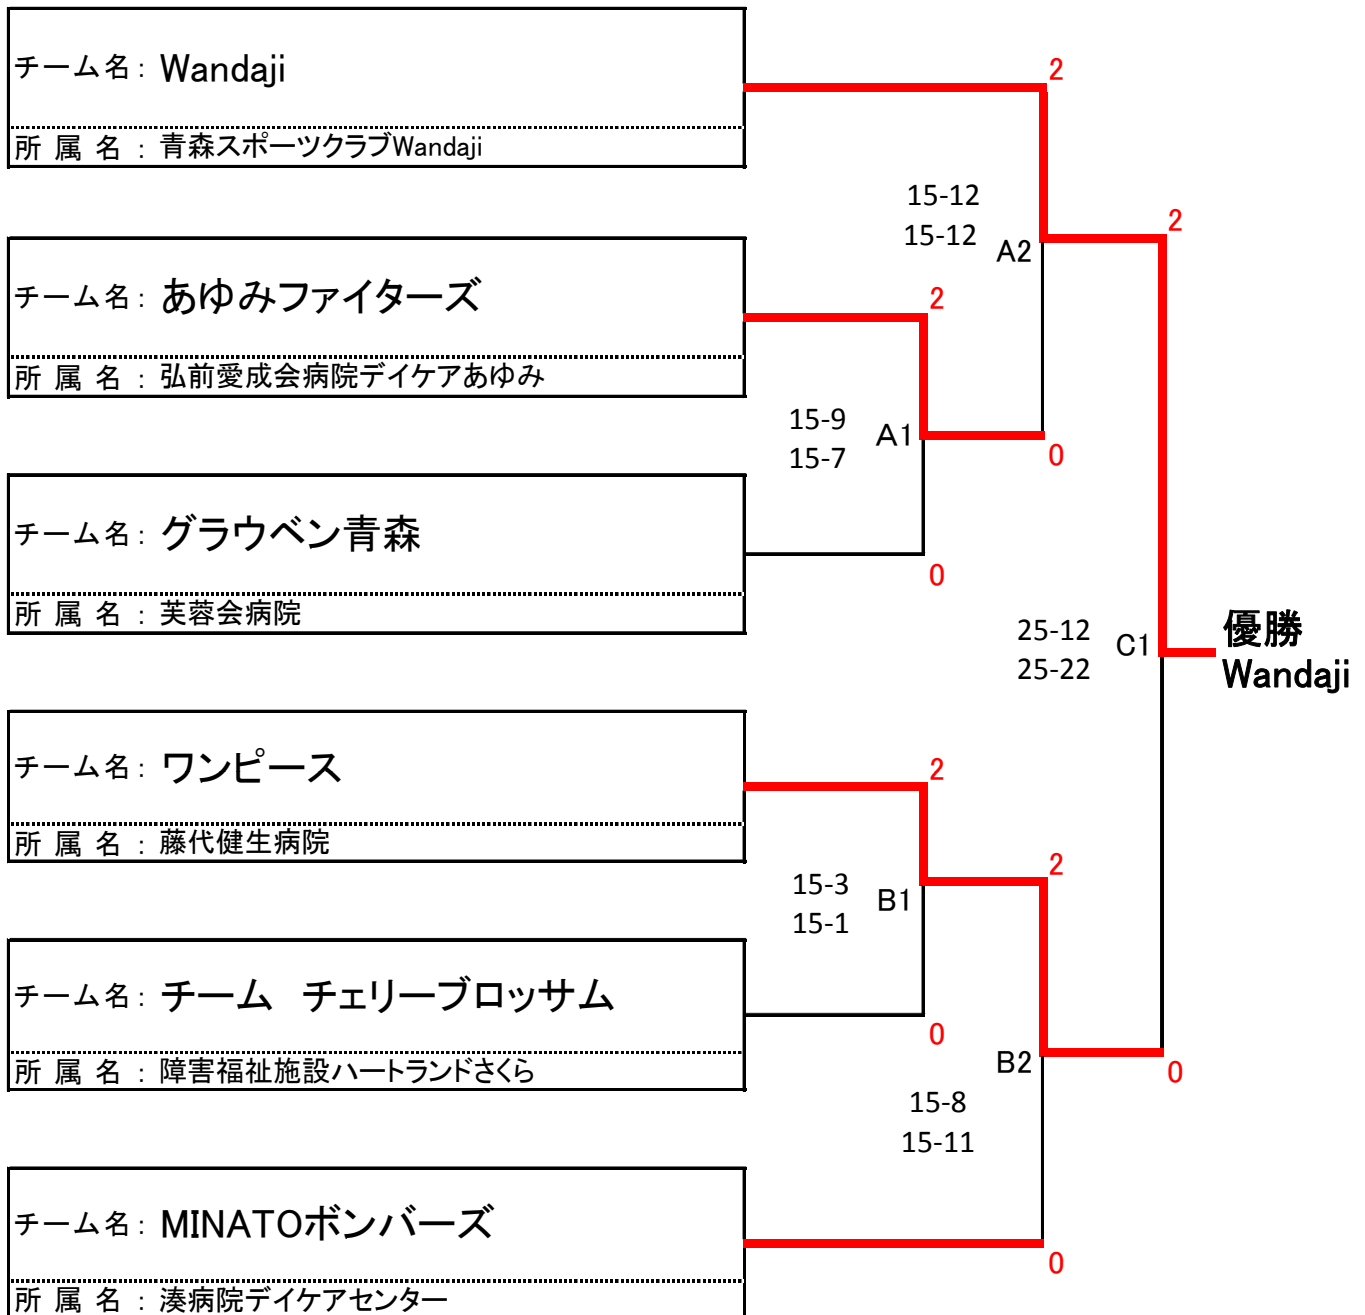 チーム名: Wandaji
所 属 名 : 青森スポーツクラブWandaji
2
15-12
15-12
A2
2
チーム名: あゆみファイターズ
所 属 名 : 弘前愛成会病院デイケアあゆみ
2
15-9
15-7
A1
0
チーム名: グラウベン青森
所 属 名 : 芙蓉会病院
0
25-12
25-22
C1
優勝
Wandaji
チーム名: ワンピース
所 属 名 : 藤代健生病院
2
15-3
15-1
B1
2
チーム名: チーム　チェリーブロッサム
所 属 名 : 障害福祉施設ハートランドさくら
0
B2
0
15-8
15-11
チーム名: MINATOボンバーズ
所 属 名 : 湊病院デイケアセンター
0